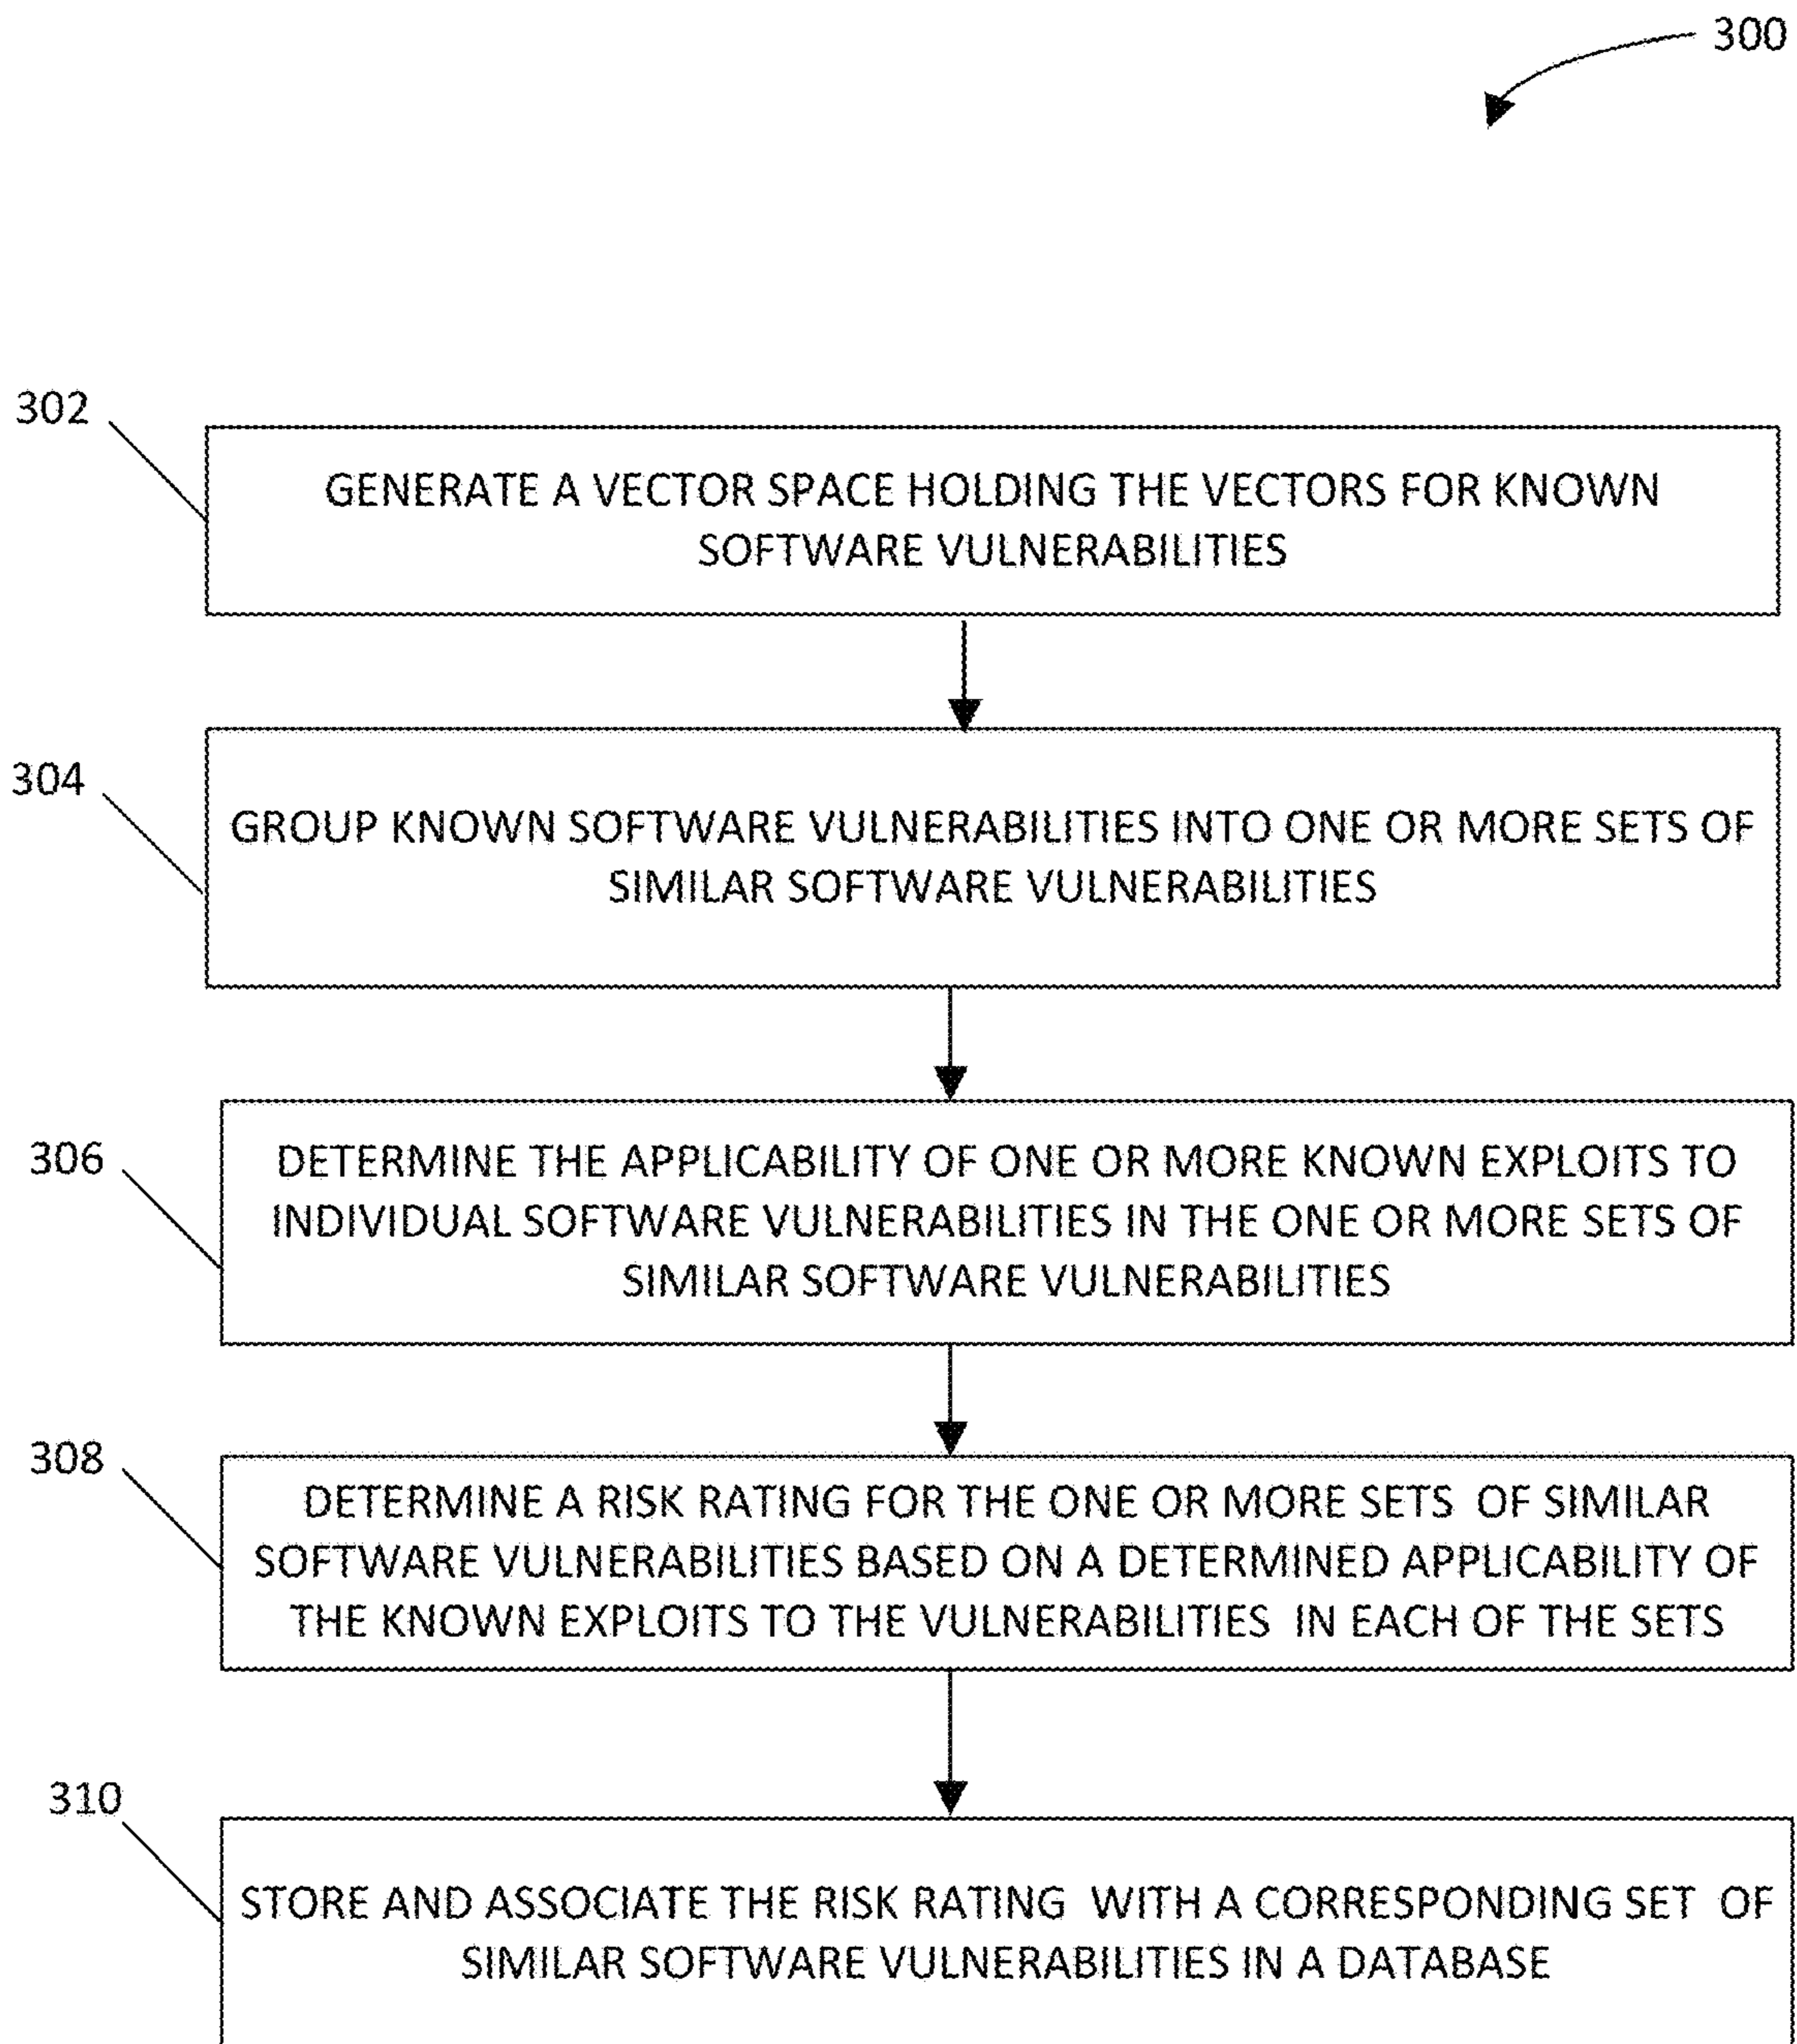 300
302
GENERATE A VECTOR SPACE HOLDING THE VECTORS FOR KNOWN
SOFTWARE VULNERABILITIES
304
GROUP KNOWN SOFTWARE VULNERABILITIES INTO ONE OR MORE SETS OF
SIMILAR SOFTWARE VULNERABILITIES
306
DETERMINE THE APPLICABILITY OF ONE OR MORE KNOWN EXPLOITS TO
INDIVIDUAL SOFTWARE VULNERABILITIES IN THE ONE OR MORE SETS OF
SIMILAR SOFTWARE VULNERABILITIES
308
DETERMINE A RISK RATING FOR THE ONE OR MORE SETS OF SIMILAR
SOFTWARE VULNERABILITIES BASED ON A DETERMINED APPLICABILITY OF
THE KNOWN EXPLOITS TO THE VULNERABILITIES IN EACH OF THE SETS
310
STORE AND ASSOCIATE THE RISK RATING WITH A CORRESPONDING SET OF
SIMILAR SOFTWARE VULNERABILITIES IN A DATABASE